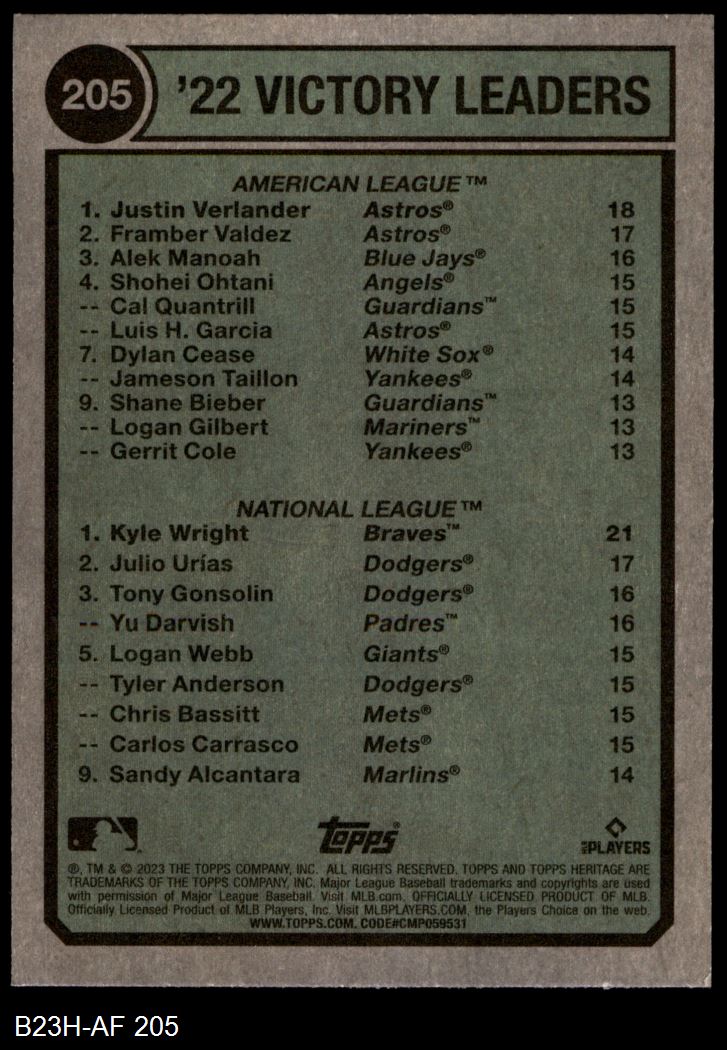 205 '22 VICTORY LEADERS
AMERICAN LEAGUE™
1. Justin Verlander Astros® 18
2. Framber Valdez Astros® 17
3. Alek Manoah Blue Jays® 16
4. Shohei Ohtani Angels® 15
-- Cal Quantrill Guardians™ 15
-- Luis H. Garcia Astros® 15
7. Dylan Cease White Sox® 14
-- Jameson Taillon Yankees® 14
9. Shane Bieber Guardians™ 13
-- Logan Gilbert Mariners™ 13
-- Gerrit Cole Yankees® 13
NATIONAL LEAGUE™
1. Kyle Wright Braves™ 21
2. Julio Urías Dodgers® 17
3. Tony Gonsolin Dodgers® 16
-- Yu Darvish Padres™ 16
5. Logan Webb Giants® 15
-- Tyler Anderson Dodgers® 15
-- Chris Bassitt Mets® 15
-- Carlos Carrasco Mets® 15
9. Sandy Alcantara Marlins® 14
Topps® PLAYERS
®, TM & © 2023 THE TOPPS COMPANY, INC. ALL RIGHTS RESERVED. TOPPS AND TOPPS HERITAGE ARE
TRADEMARKS OF THE TOPPS COMPANY, INC. Major League Baseball trademarks and copyrights are used
with permission of Major League Baseball. Visit MLB.com. OFFICIALLY LICENSED PRODUCT OF MLB.
Officially Licensed Product of MLB Players, Inc. Visit MLBPLAYERS.COM, the Players Choice on the web.
WWW.TOPPS.COM. CODE#CMP059531
B23H-AF 205